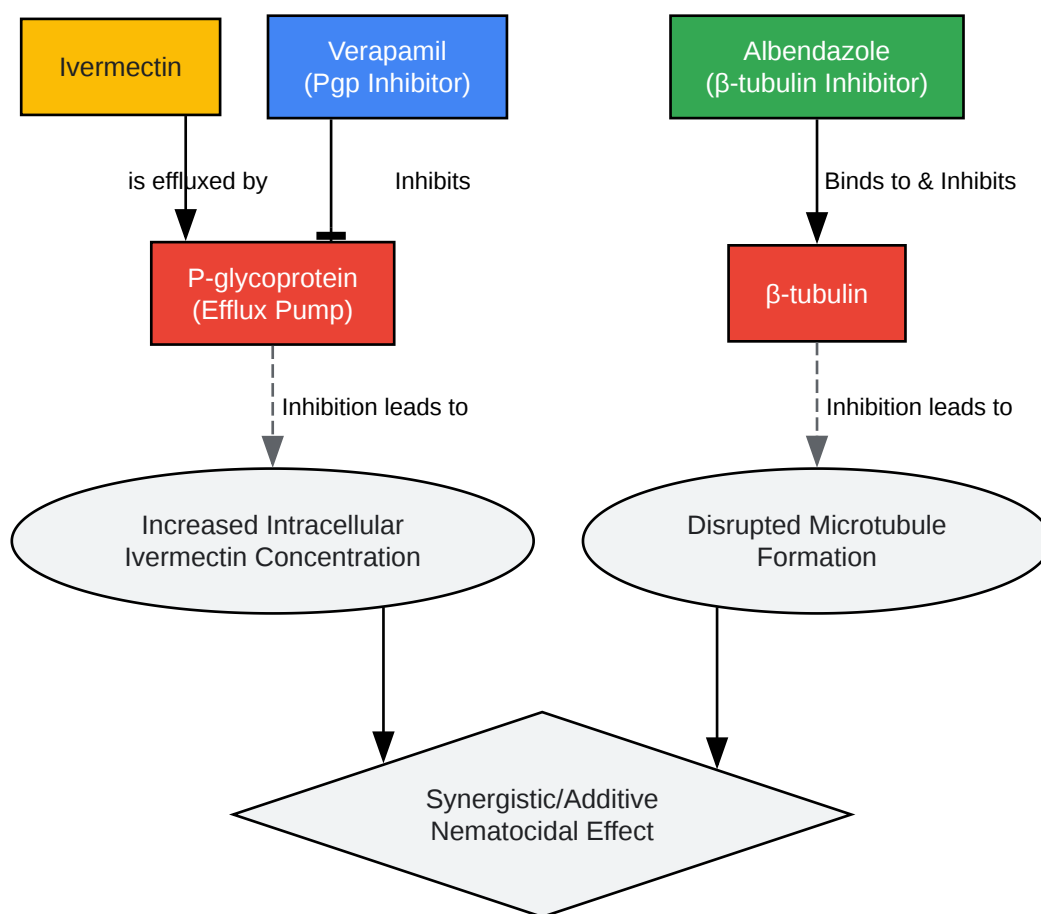 Ivermectin
Verapamil
(Pgp Inhibitor)
Albendazole
(β-tubulin Inhibitor)
is effluxed by
Inhibits
Binds to & Inhibits
P-glycoprotein
(Efflux Pump)
β-tubulin
Inhibition leads to
Inhibition leads to
Increased Intracellular
Ivermectin Concentration
Disrupted Microtubule
Formation
Synergistic/Additive
Nematocidal Effect